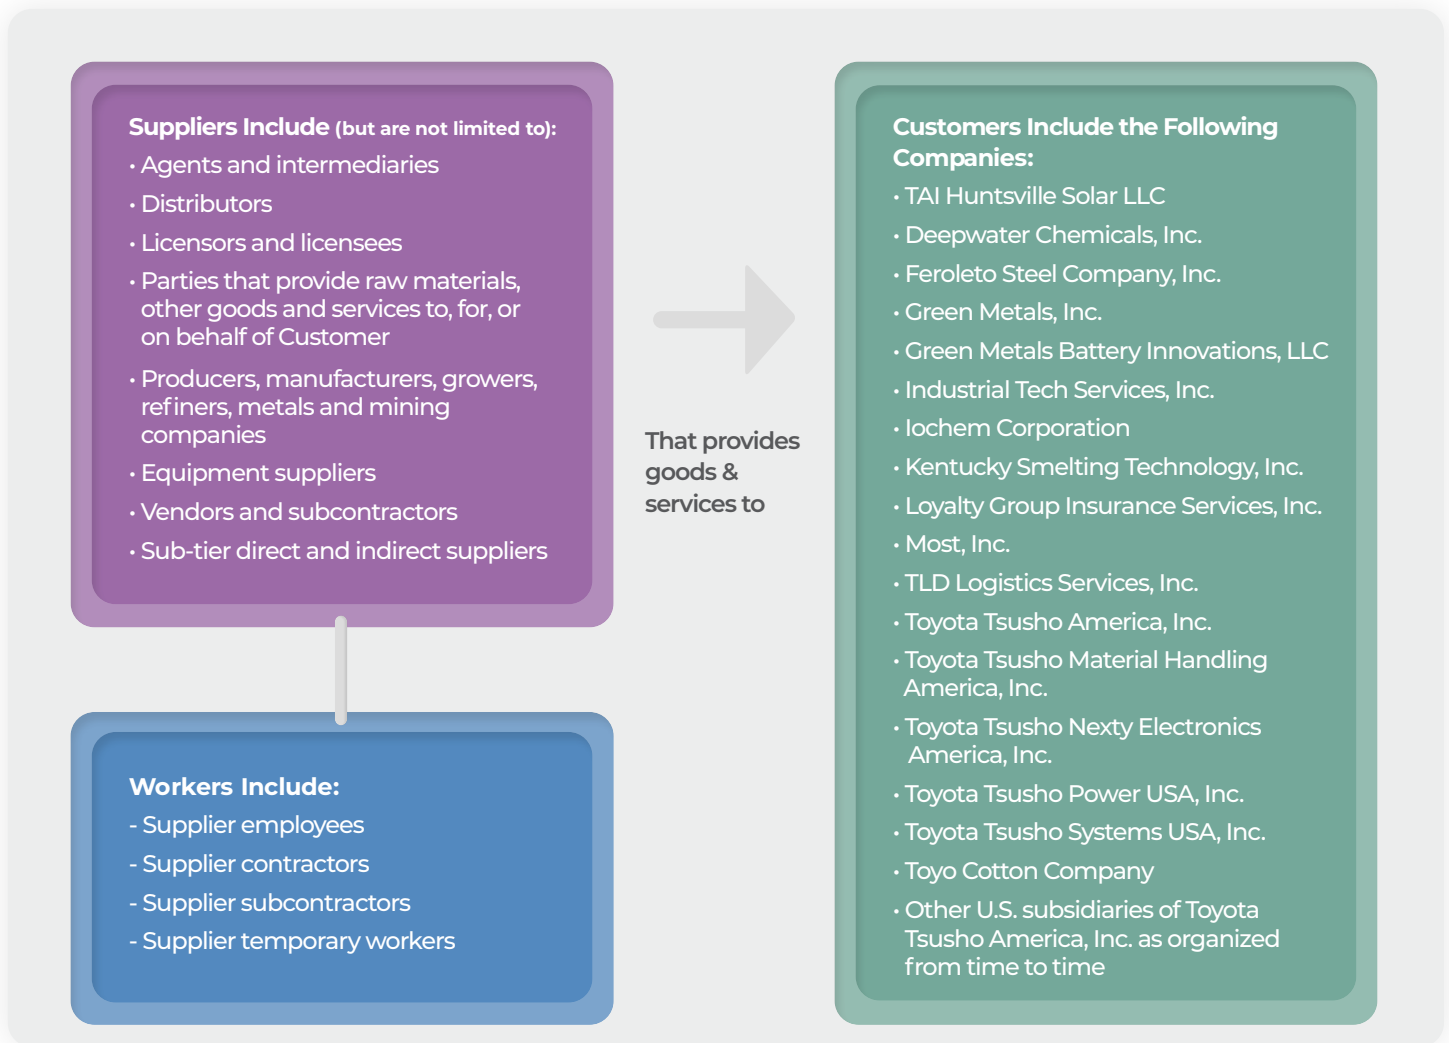 Suppliers Include (but are not limited to):
· Agents and intermediaries
· Distributors
· Licensors and licensees
· Parties that provide raw materials,
other goods and services to, for, or
on behalf of Customer
· Producers, manufacturers, growers,
refiners, metals and mining
companies
· Equipment suppliers
· Vendors and subcontractors
· Sub-tier direct and indirect suppliers
Workers Include:
- Supplier employees
- Supplier contractors
- Supplier subcontractors
- Supplier temporary workers
That provides
goods &
services to
Customers Include the Following
Companies:
· TAI Huntsville Solar LLC
· Deepwater Chemicals, Inc.
· Feroleto Steel Company, Inc.
· Green Metals, Inc.
· Green Metals Battery Innovations, LLC
· Industrial Tech Services, Inc.
· Iochem Corporation
· Kentucky Smelting Technology, Inc.
· Loyalty Group Insurance Services, Inc.
· Most, Inc.
· TLD Logistics Services, Inc.
· Toyota Tsusho America, Inc.
· Toyota Tsusho Material Handling
America, Inc.
· Toyota Tsusho Nexty Electronics
America, Inc.
· Toyota Tsusho Power USA, Inc.
· Toyota Tsusho Systems USA, Inc.
· Toyo Cotton Company
· Other U.S. subsidiaries of Toyota
Tsusho America, Inc. as organized
from time to time